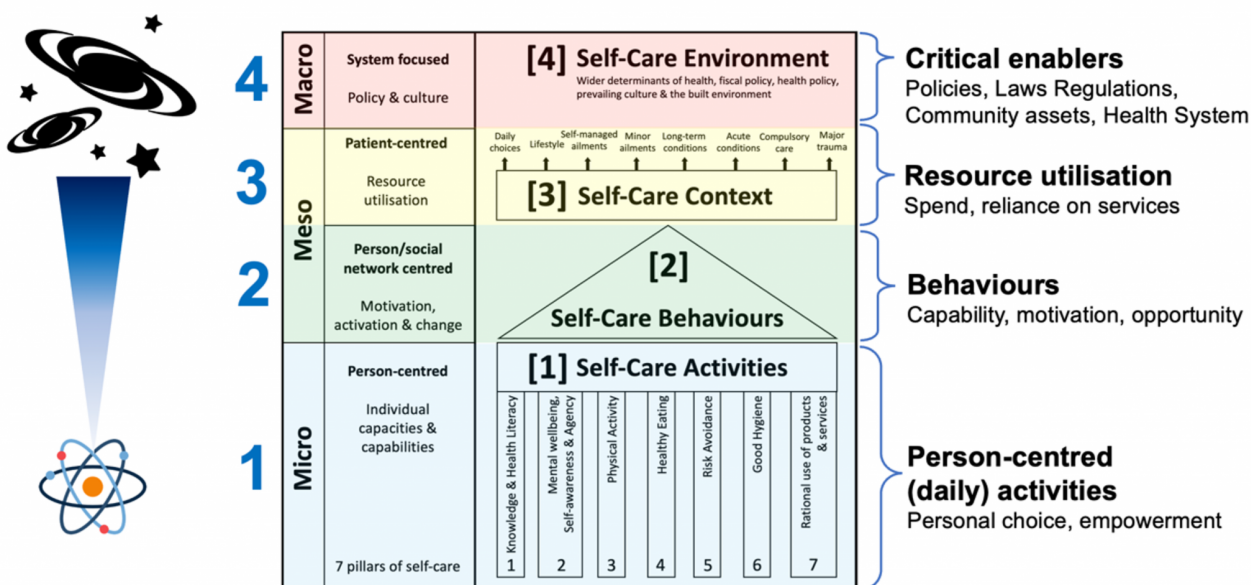 4
Macro
System focused
Policy & culture
[4] Self-Care Environment
Wider determinants of health, fiscal policy, health policy,
prevailing culture & the built environment
Critical enablers
Policies, Laws Regulations,
Community assets, Health System
3
Meso
Patient-centred
Resource
utilisation
Daily
choices
Lifestyle
Self-managed
ailments
Minor
ailments
Long-term
conditions
Acute
conditions
Compulsory
care
Major
trauma
[3] Self-Care Context
Resource utilisation
Spend, reliance on services
2
Person/social
network centred
Motivation,
activation & change
[2]
Self-Care Behaviours
Behaviours
Capability, motivation, opportunity
1
Micro
Person-centred
Individual
capacities &
capabilities
7 pillars of self-care
[1] Self-Care Activities
Knowledge & Health Literacy
1
Mental wellbeing,
Self-awareness & Agency
2
Physical Activity
3
Healthy Eating
4
Risk Avoidance
5
Good Hygiene
6
Rational use of products
& services
7
Person-centred
(daily) activities
Personal choice, empowerment